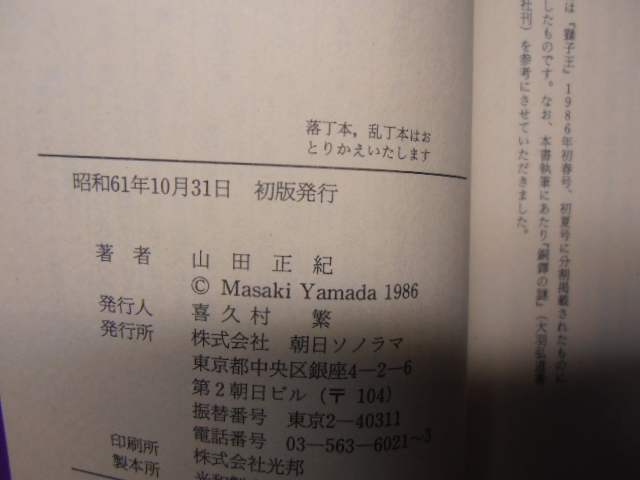 は『獅子王』1986年初春号、初夏号に分割掲載されたものに
したものです。なお、本書執筆にあたり『銅鐸の謎』(大羽弘道著
社刊)を参考にさせていただきました。
落丁本，乱丁本はお
とりかえいたします
昭和61年10月31日 初版発行
著者 山田正紀
© Masaki Yamada 1986
発行人 喜久村 繁
発行所 株式会社 朝日ソノラマ
東京都中央区銀座4－2－6
第2朝日ビル(〒 104)
振替番号 東京2－40311
電話番号 03－563－6021～3
印刷所 株式会社光邦
製本所